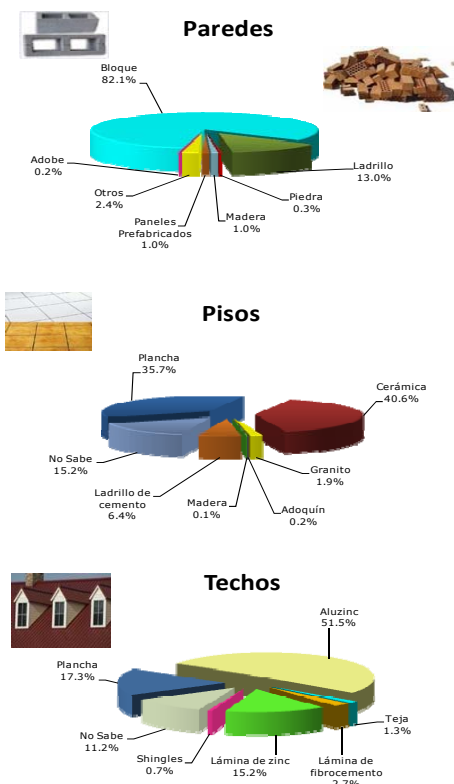 Paredes
Bloque
82.1%
Adobe
0.2%
Otros
2.4%
Paneles
Prefabricados
1.0%
Madera
1.0%
Piedra
0.3%
Ladrillo
13.0%
Pisos
Plancha
35.7%
Cerámica
40.6%
No Sabe
15.2%
Ladrillo de
cemento
6.4%
Madera
0.1%
Adoquín
0.2%
Granito
1.9%
Techos
Aluzinc
51.5%
Plancha
17.3%
No Sabe
11.2%
Shingles
0.7%
Lámina de zinc
15.2%
Lámina de
fibrocemento
2.7%
Teja
1.3%